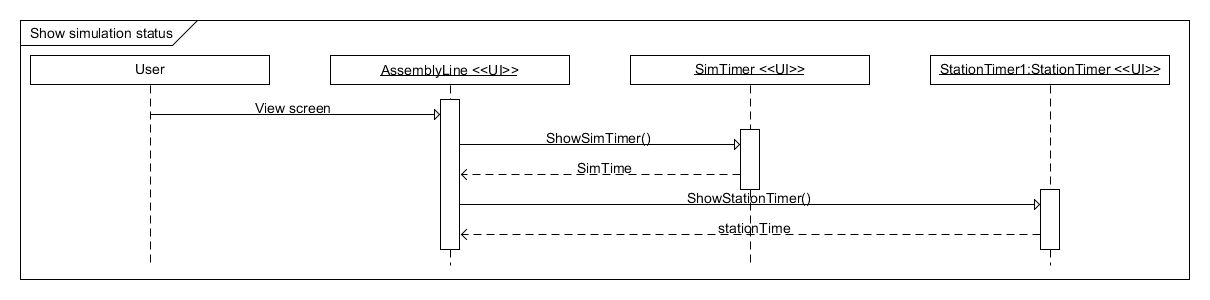 Show simulation status
User
AssemblyLine <<UI>>
SimTimer <<UI>>
StationTimer1:StationTimer <<UI>>
View screen
ShowSimTimer()
SimTime
ShowStationTimer()
stationTime